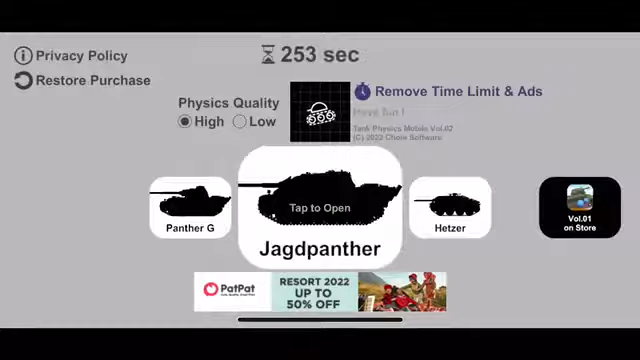 Privacy Policy
253 sec
Restore Purchase
Remove Time Limit & Ads
Physics Quality
High Low
Have fun !
Tank Physics Mobile Vol.02
(C) 2022 Chobi Software
Tap to Open
Panther G
Jagdpanther
Hetzer
Vol.01
on Store
PatPat
RESORT 2022
UP TO
50% OFF